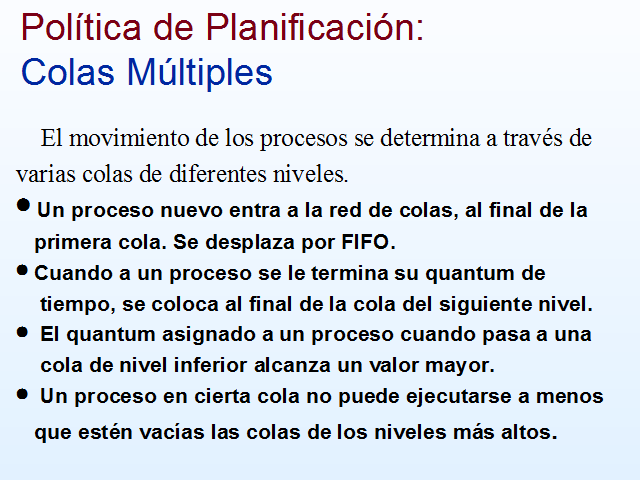 Política de Planificación:
Colas Múltiples
El movimiento de los procesos se determina a través de
varias colas de diferentes niveles.
● Un proceso nuevo entra a la red de colas, al final de la
primera cola. Se desplaza por FIFO.
● Cuando a un proceso se le termina su quantum de
tiempo, se coloca al final de la cola del siguiente nivel.
● El quantum asignado a un proceso cuando pasa a una
cola de nivel inferior alcanza un valor mayor.
● Un proceso en cierta cola no puede ejecutarse a menos
que estén vacías las colas de los niveles más altos.